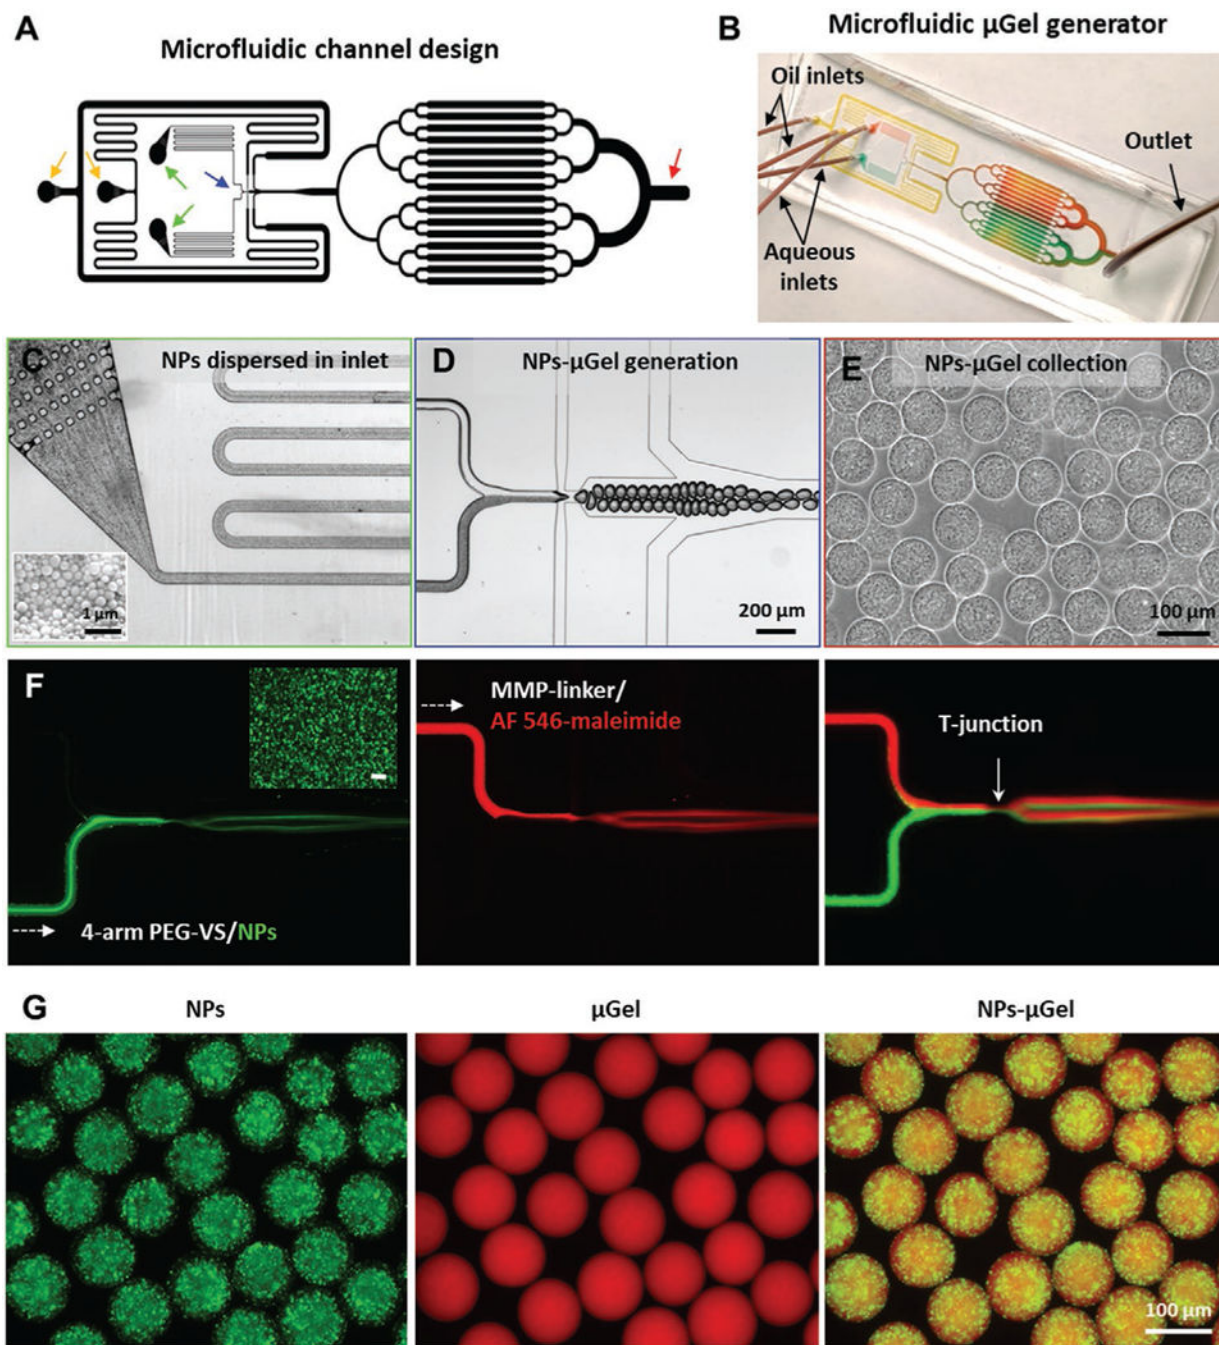 A
Microfluidic channel design
B
Microfluidic µGel generator
Oil inlets
Outlet
Aqueous
inlets
C
NPs dispersed in inlet
1 µm
D
NPs-µGel generation
200 µm
E
NPs-µGel collection
100 µm
F
4-arm PEG-VS/NPs
MMP-linker/
AF 546-maleimide
T-junction
G
NPs
µGel
NPs-µGel
100 µm